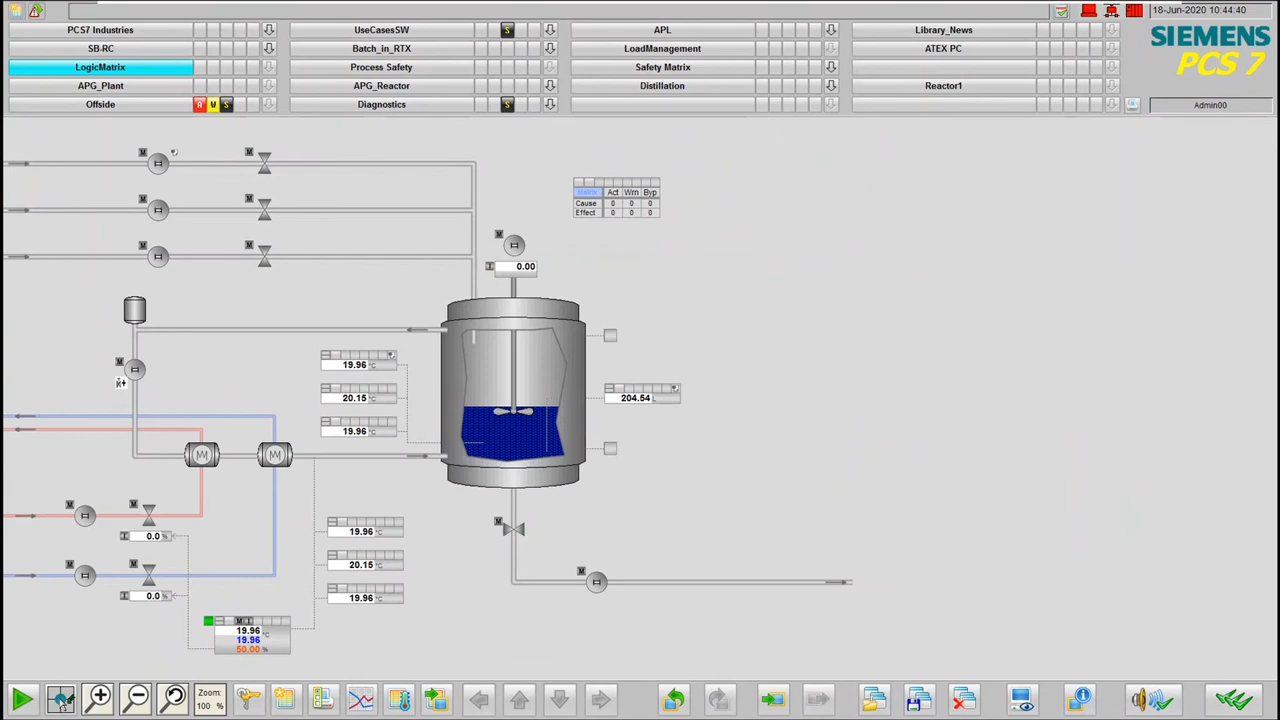 18-Jun-2020 10:44:40
PCS7 Industries
UseCasesSW
S
APL
Library_News
SIEMENS
PCS 7
SB-RC
Batch_in_RTX
LoadManagement
ATEX PC
LogicMatrix
Process Safety
Safety Matrix
APG_Plant
APG_Reactor
Distillation
Reactor1
Offside
A W S
Diagnostics
S
Admin00
M M
Matrix Act Wrn Byp
Cause 0 0 0
Effect 0 0 0
M M
M
M M
0.00
M
19.96 °C
20.15 °C
204.54 L
19.96 °C
M M
M
19.96 °C
0.0 %
20.15 °C
M M
M
0.0 %
19.96 °C
M
19.96 °C
19.96
50.00 %
Zoom:
100 %